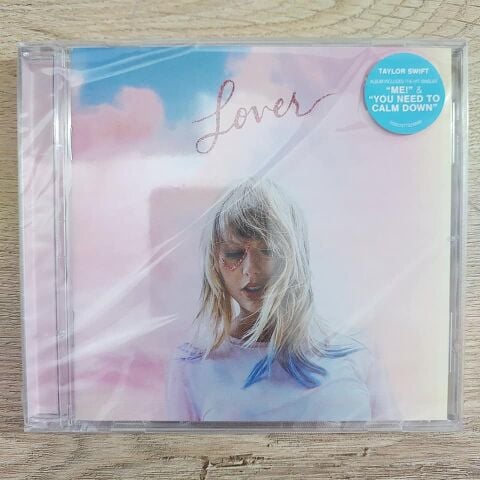 Lover
TAYLOR SWIFT
ALBUM INCLUDES THE HIT SINGLES
"ME!" &
"YOU NEED TO
CALM DOWN"